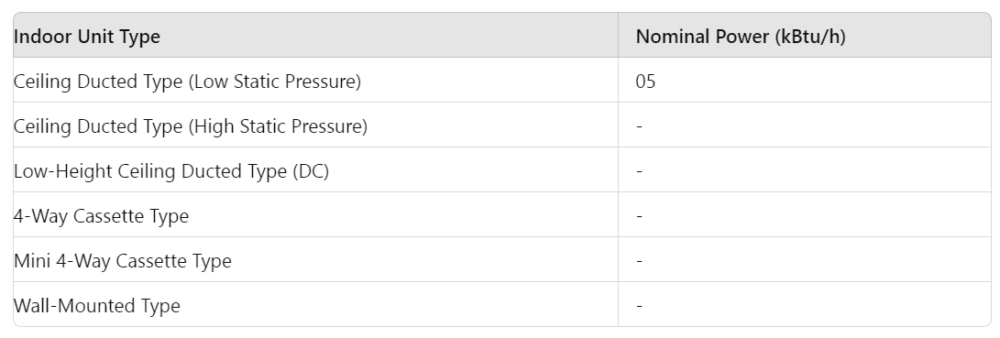 Indoor Unit Type Nominal Power (kBtu/h)
Ceiling Ducted Type (Low Static Pressure) 05
Ceiling Ducted Type (High Static Pressure) -
Low-Height Ceiling Ducted Type (DC) -
4-Way Cassette Type -
Mini 4-Way Cassette Type -
Wall-Mounted Type -